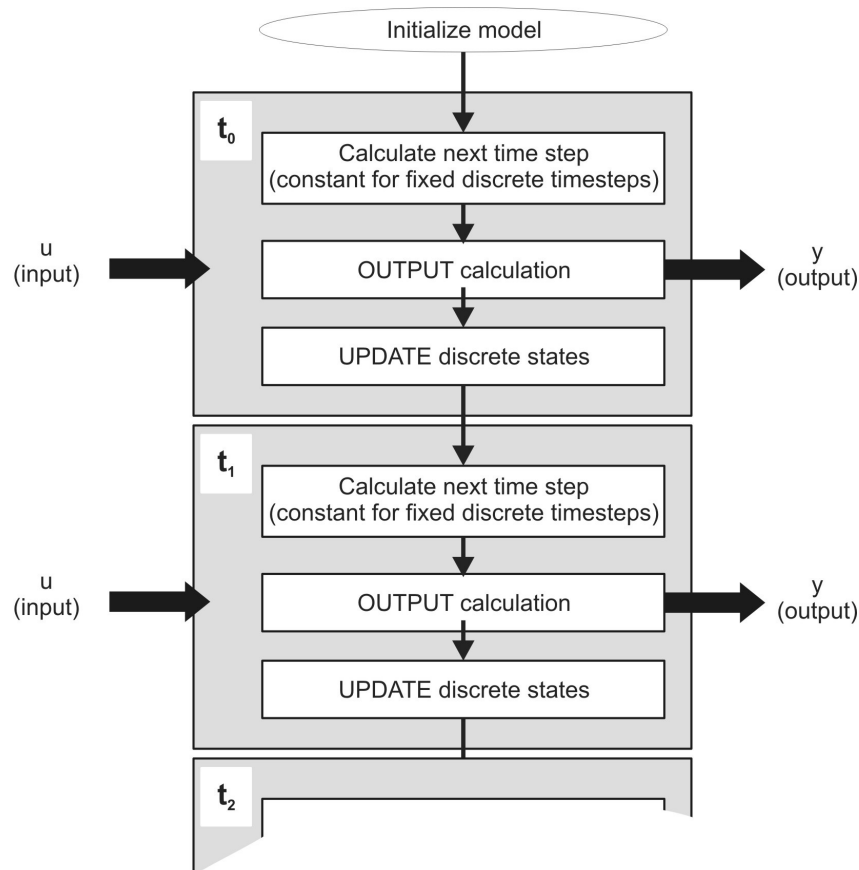 Initialize model
t₀
Calculate next time step
(constant for fixed discrete timesteps)
u
(input)
OUTPUT calculation
y
(output)
UPDATE discrete states
t₁
Calculate next time step
(constant for fixed discrete timesteps)
u
(input)
OUTPUT calculation
y
(output)
UPDATE discrete states
t₂